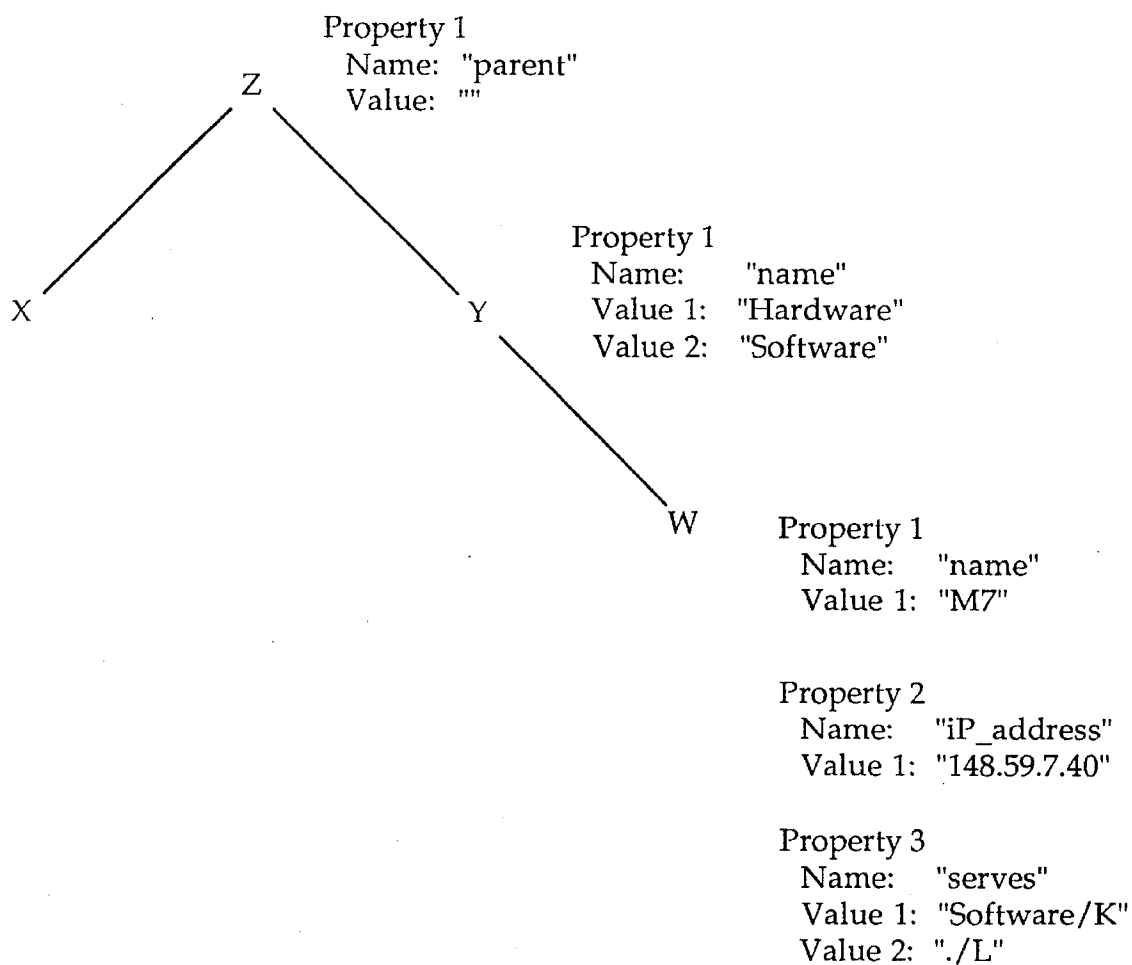 Property 1
Name: "parent"
Z
Value: ""
Property 1
Name: "name"
X
Y
Value 1: "Hardware"
Value 2: "Software"
W
Property 1
Name: "name"
Value 1: "M7"
Property 2
Name: "iP_address"
Value 1: "148.59.7.40"
Property 3
Name: "serves"
Value 1: "Software/K"
Value 2: "./L"